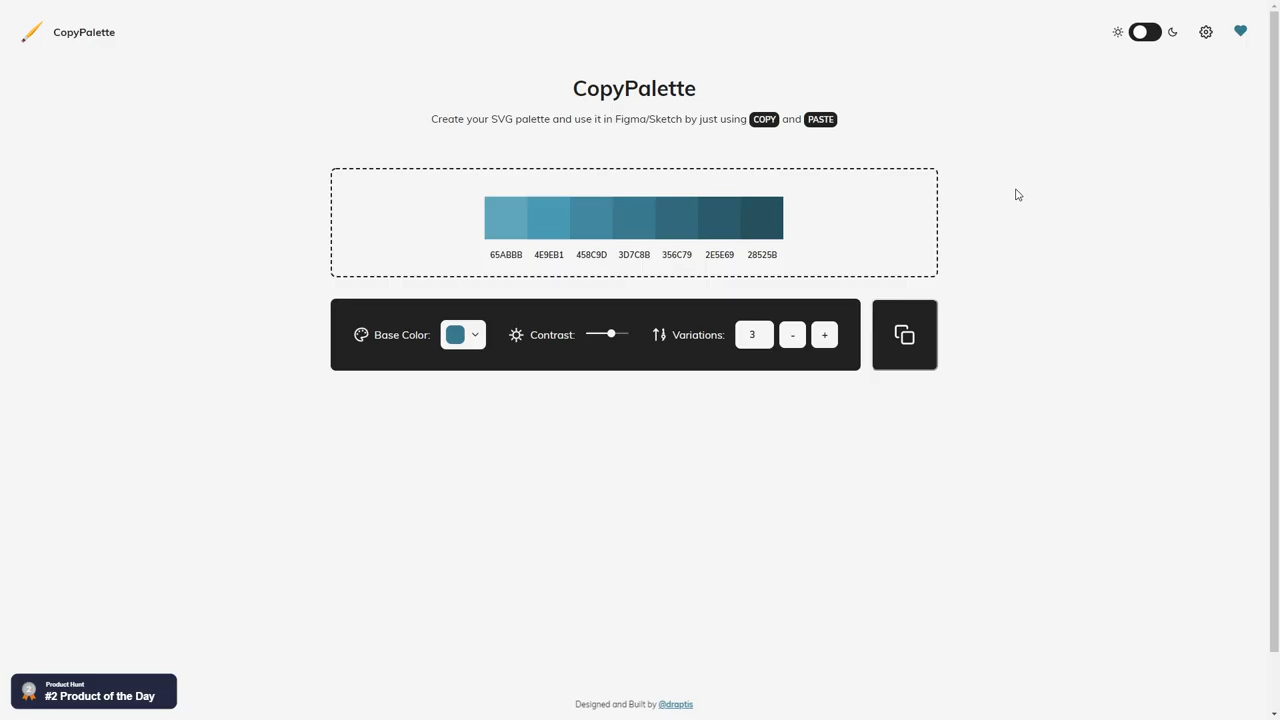 CopyPalette
CopyPalette
Create your SVG palette and use it in Figma/Sketch by just using COPY and PASTE
65ABBB 4E9EB1 458C9D 3D7C8B 356C79 2E5E69 28525B
Base Color: Contrast: Variations: 3 - +
2
Product Hunt
#2 Product of the Day
Designed and Built by @draptis